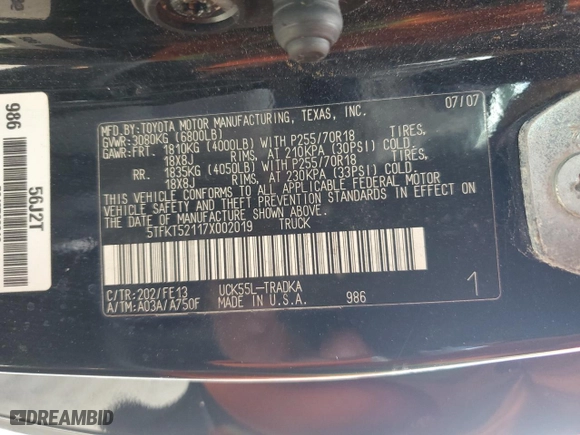 MFD.BY:TOYOTA MOTOR MANUFACTURING, TEXAS, INC. 07/07
GVWR:3080KG (6800LB)
GAWR:FRT. 1810KG (4000LB) WITH P255/70R18 TIRES,
18X8J RIMS, AT 210KPA (30PSI) COLD.
RR. 1835KG (4050LB) WITH P255/70R18 TIRES,
18X8J RIMS, AT 230KPA (33PSI) COLD.
THIS VEHICLE CONFORMS TO ALL APPLICABLE FEDERAL MOTOR
VEHICLE SAFETY AND THEFT PREVENTION STANDARDS IN EFFECT ON
THE DATE OF MANUFACTURE SHOWN ABOVE.
5TFKT52117X002019 TRUCK
C/TR:202/FE13 UCK55L-TRADKA
A/TM:A03A/A750F MADE IN U.S.A. 986
1
986
56J2T
DREAMBID